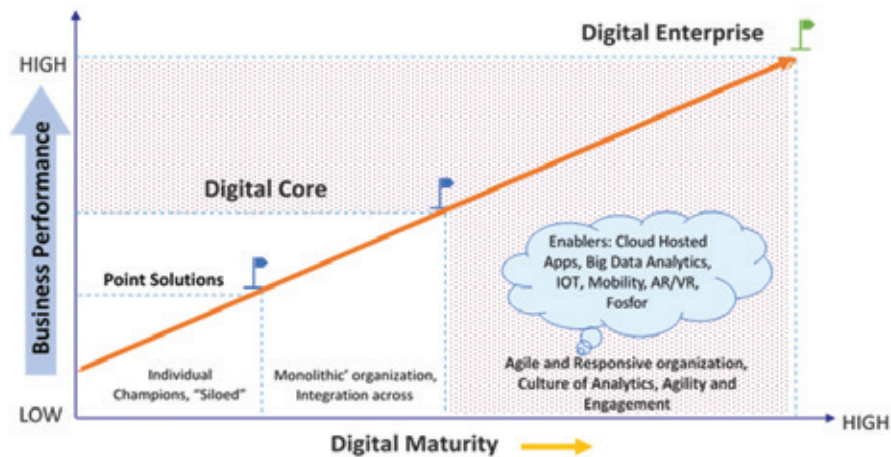 Digital Enterprise
HIGH
Business Performance
Digital Core
Point Solutions
Enablers: Cloud Hosted
Apps, Big Data Analytics,
IOT, Mobility, AR/VR,
Fosfor
Individual
Champions, "Siloed"
Monolithic' organization,
Integration across
Agile and Responsive organization,
Culture of Analytics, Agility and
Engagement
LOW
Digital Maturity
HIGH